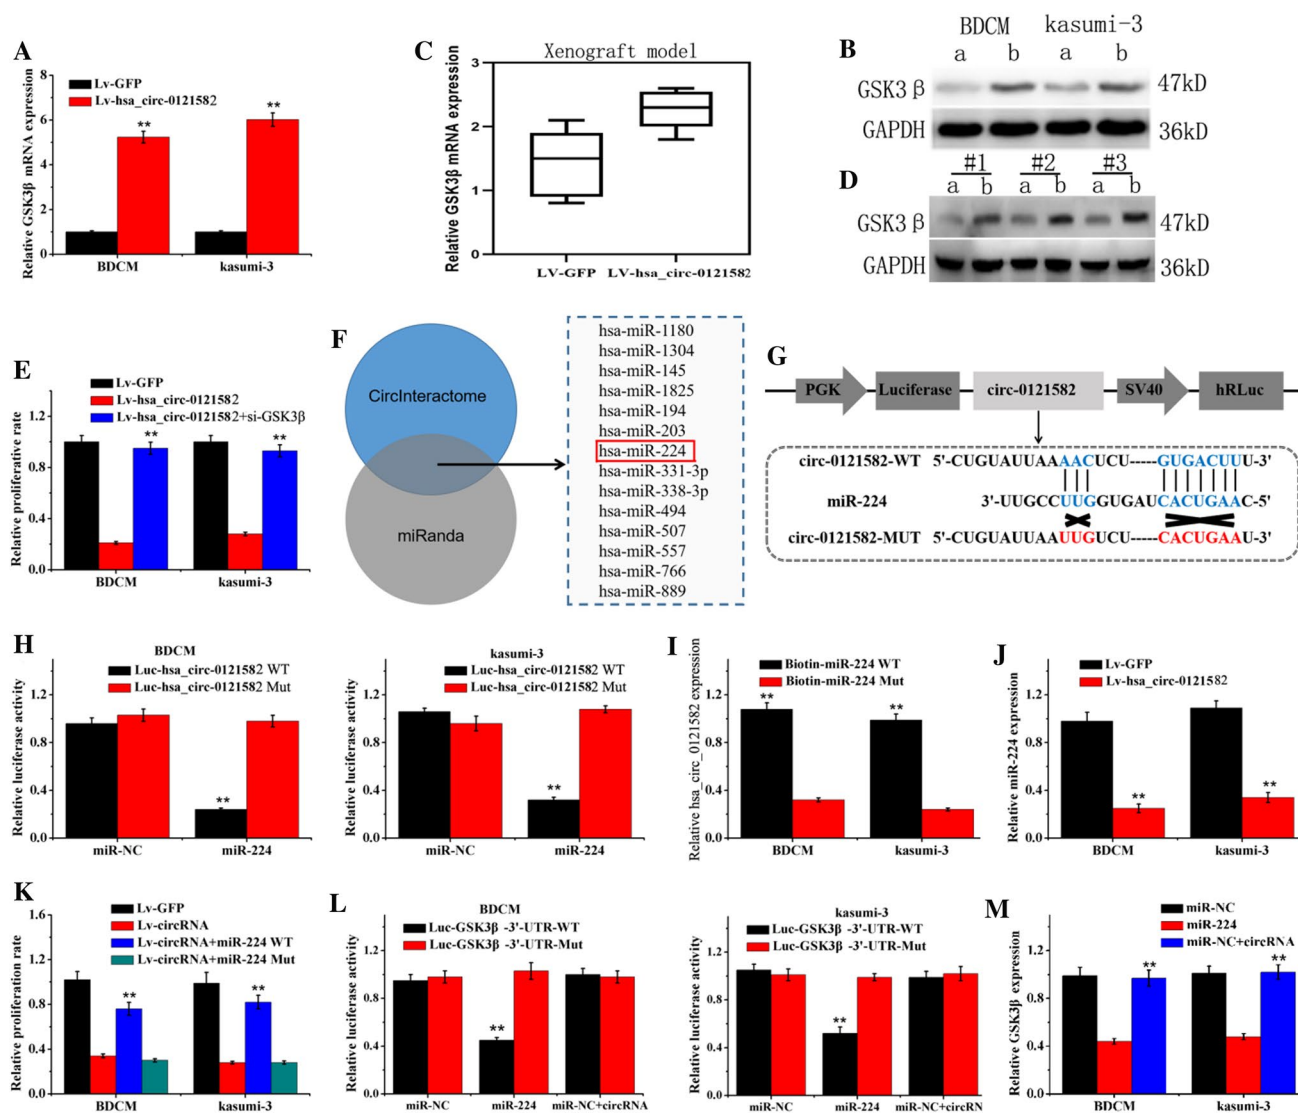 A
Relative GSK3β mRNA expression
8
6
4
2
0
Lv-GFP
Lv-hsa_circ-0121582
**
**
BDCM
kasumi-3
C
Xenograft model
Relative GSK3β mRNA expression
3
2
1
0
LV-GFP
LV-hsa_circ-0121582
B
BDCM kasumi-3
a b a b
GSK3β 47kD
GAPDH 36kD
D
#1 #2 #3
a b a b a b
GSK3β 47kD
GAPDH 36kD
E
Relative proliferative rate
Lv-GFP
Lv-hsa_circ-0121582
Lv-hsa_circ-0121582+si-GSK3β
1.2
0.8
0.4
0.0
**
**
BDCM
kasumi-3
F
CircInteractome
miRanda
hsa-miR-1180
hsa-miR-1304
hsa-miR-145
hsa-miR-1825
hsa-miR-194
hsa-miR-203
hsa-miR-224
hsa-miR-331-3p
hsa-miR-338-3p
hsa-miR-494
hsa-miR-507
hsa-miR-557
hsa-miR-766
hsa-miR-889
G
PGK Luciferase circ-0121582 SV40 hRLuc
circ-0121582-WT 5'-CUGUAUUAAAACUCU-----GUGACUUU-3'
miR-224 3'-UUGCCUUGGUGAUCACUGAAC-5'
circ-0121582-MUT 5'-CUGUAUUAAUUGUCU-----CACUGAAU-3'
H
BDCM
Relative luciferase activity
Luc-hsa_circ-0121582 WT
Luc-hsa_circ-0121582 Mut
1.2
0.8
0.4
0.0
**
miR-NC
miR-224
kasumi-3
Relative luciferase activity
Luc-hsa_circ-0121582 WT
Luc-hsa_circ-0121582 Mut
1.2
0.8
0.4
0.0
**
miR-NC
miR-224
I
Relative hsa_circ_0121582 expression
Biotin-miR-224 WT
Biotin-miR-224 Mut
1.2
0.8
0.4
0.0
**
**
BDCM
kasumi-3
J
Relative miR-224 expression
Lv-GFP
Lv-hsa_circ-0121582
1.2
0.8
0.4
0.0
**
**
BDCM
kasumi-3
K
Relative proliferation rate
Lv-GFP
Lv-circRNA
Lv-circRNA+miR-224 WT
Lv-circRNA+miR-224 Mut
1.6
1.2
0.8
0.4
0.0
**
**
BDCM
kasumi-3
L
BDCM
Relative luciferase activity
Luc-GSK3β -3'-UTR-WT
Luc-GSK3β -3'-UTR-Mut
1.2
0.8
0.4
0.0
**
miR-NC
miR-224
miR-NC+circRNA
kasumi-3
Relative luciferase activity
Luc-GSK3β -3'-UTR-WT
Luc-GSK3β -3'-UTR-Mut
1.2
0.8
0.4
0.0
**
miR-NC
miR-224
miR-NC+circRN
M
Relative GSK3β expression
miR-NC
miR-224
miR-NC+circRNA
1.2
0.8
0.4
0.0
**
**
BDCM
kasumi-3